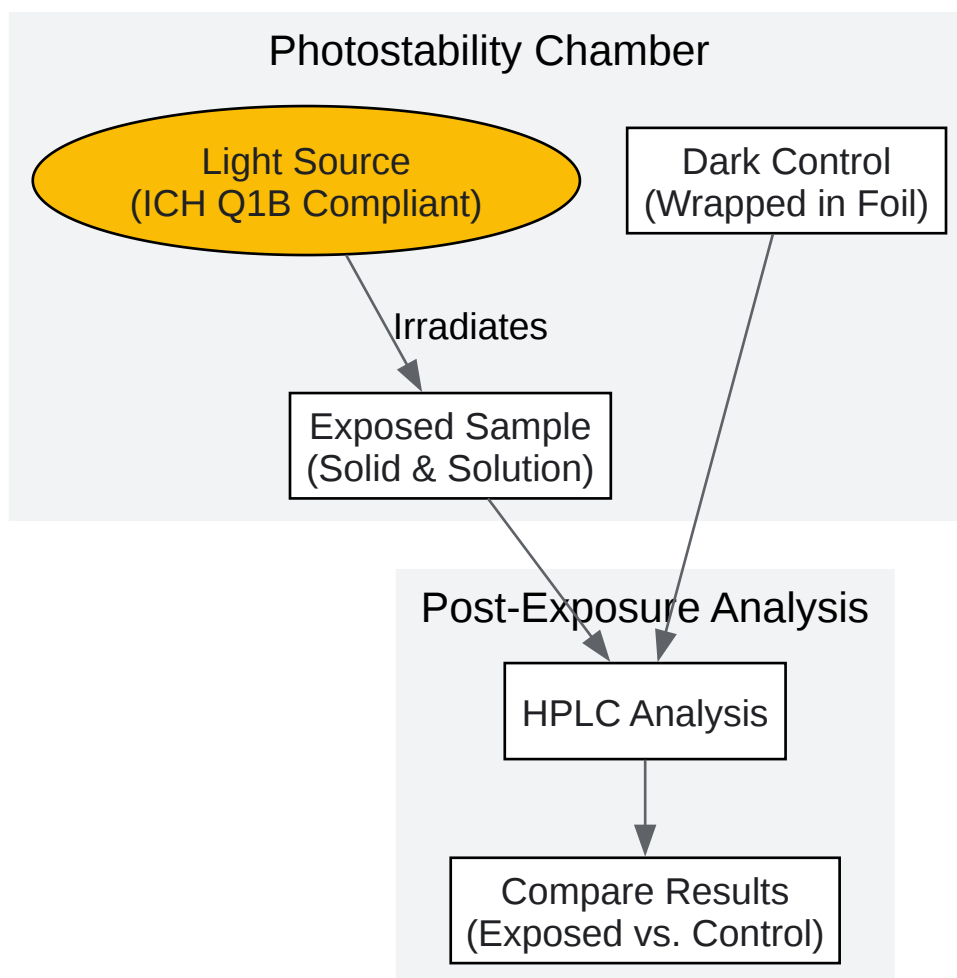 Photostability Chamber
Light Source
(ICH Q1B Compliant)
Dark Control
(Wrapped in Foil)
Irradiates
Exposed Sample
(Solid & Solution)
Post-Exposure Analysis
HPLC Analysis
Compare Results
(Exposed vs. Control)